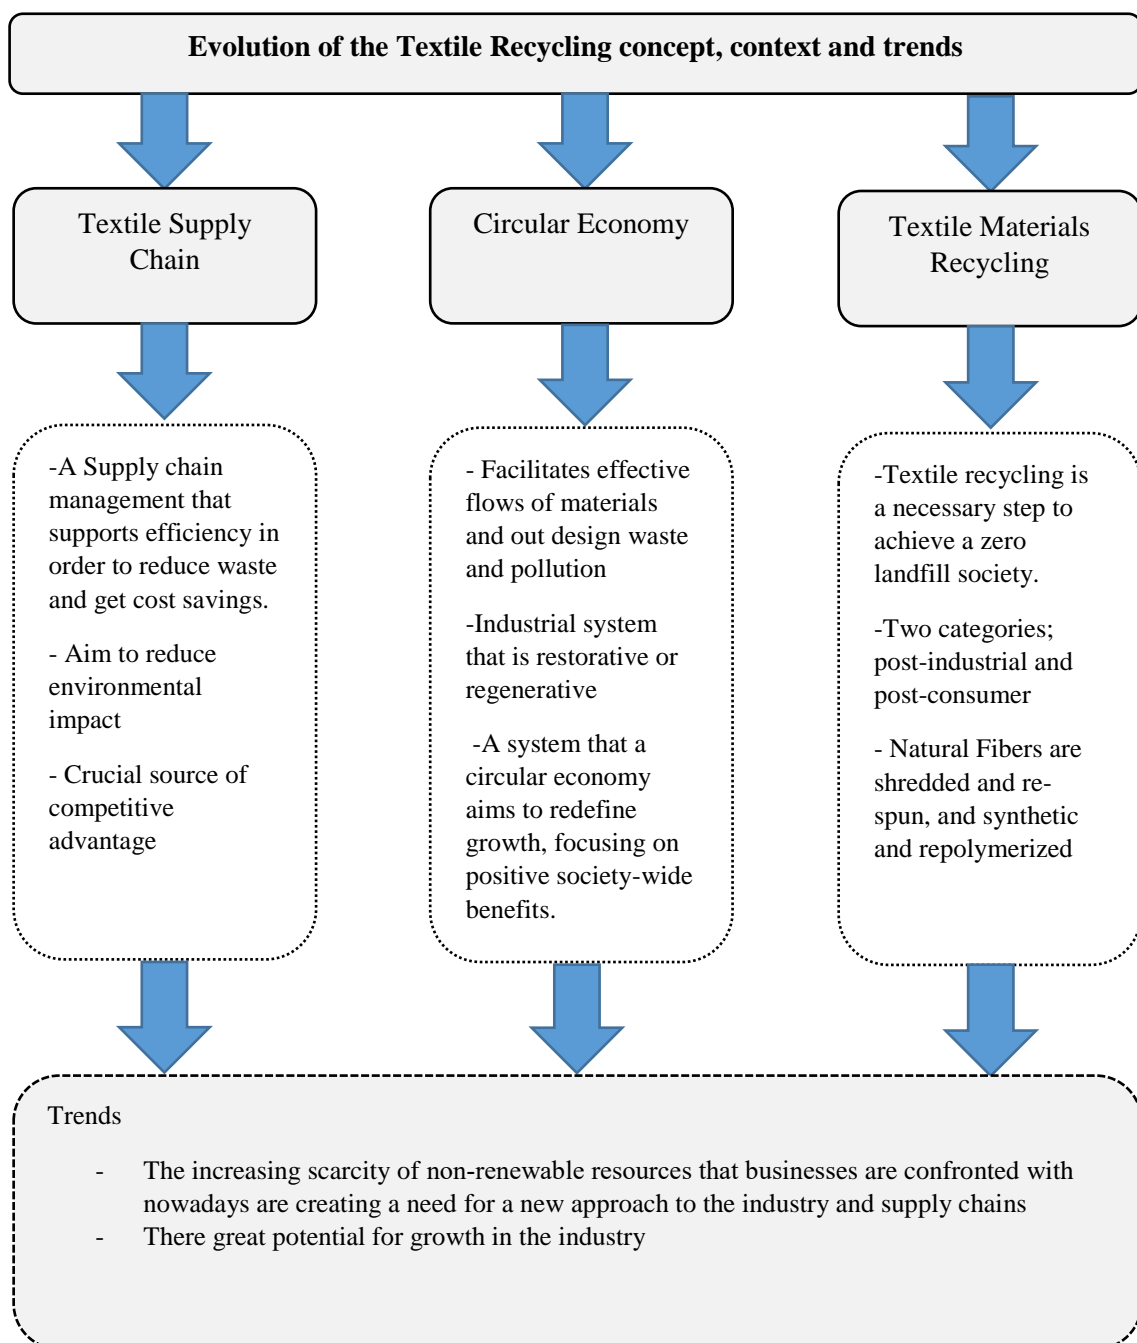 Evolution of the Textile Recycling concept, context and trends
Textile Supply
Chain
Circular Economy
Textile Materials
Recycling
-A Supply chain
management that
supports efficiency in
order to reduce waste
and get cost savings.
- Aim to reduce
environmental
impact
- Crucial source of
competitive
advantage
- Facilitates effective
flows of materials
and out design waste
and pollution
-Industrial system
that is restorative or
regenerative
-A system that a
circular economy
aims to redefine
growth, focusing on
positive society-wide
benefits.
-Textile recycling is
a necessary step to
achieve a zero
landfill society.
-Two categories;
post-industrial and
post-consumer
- Natural Fibers are
shredded and re-
spun, and synthetic
and repolymerized
Trends
- The increasing scarcity of non-renewable resources that businesses are confronted with
nowadays are creating a need for a new approach to the industry and supply chains
- There great potential for growth in the industry